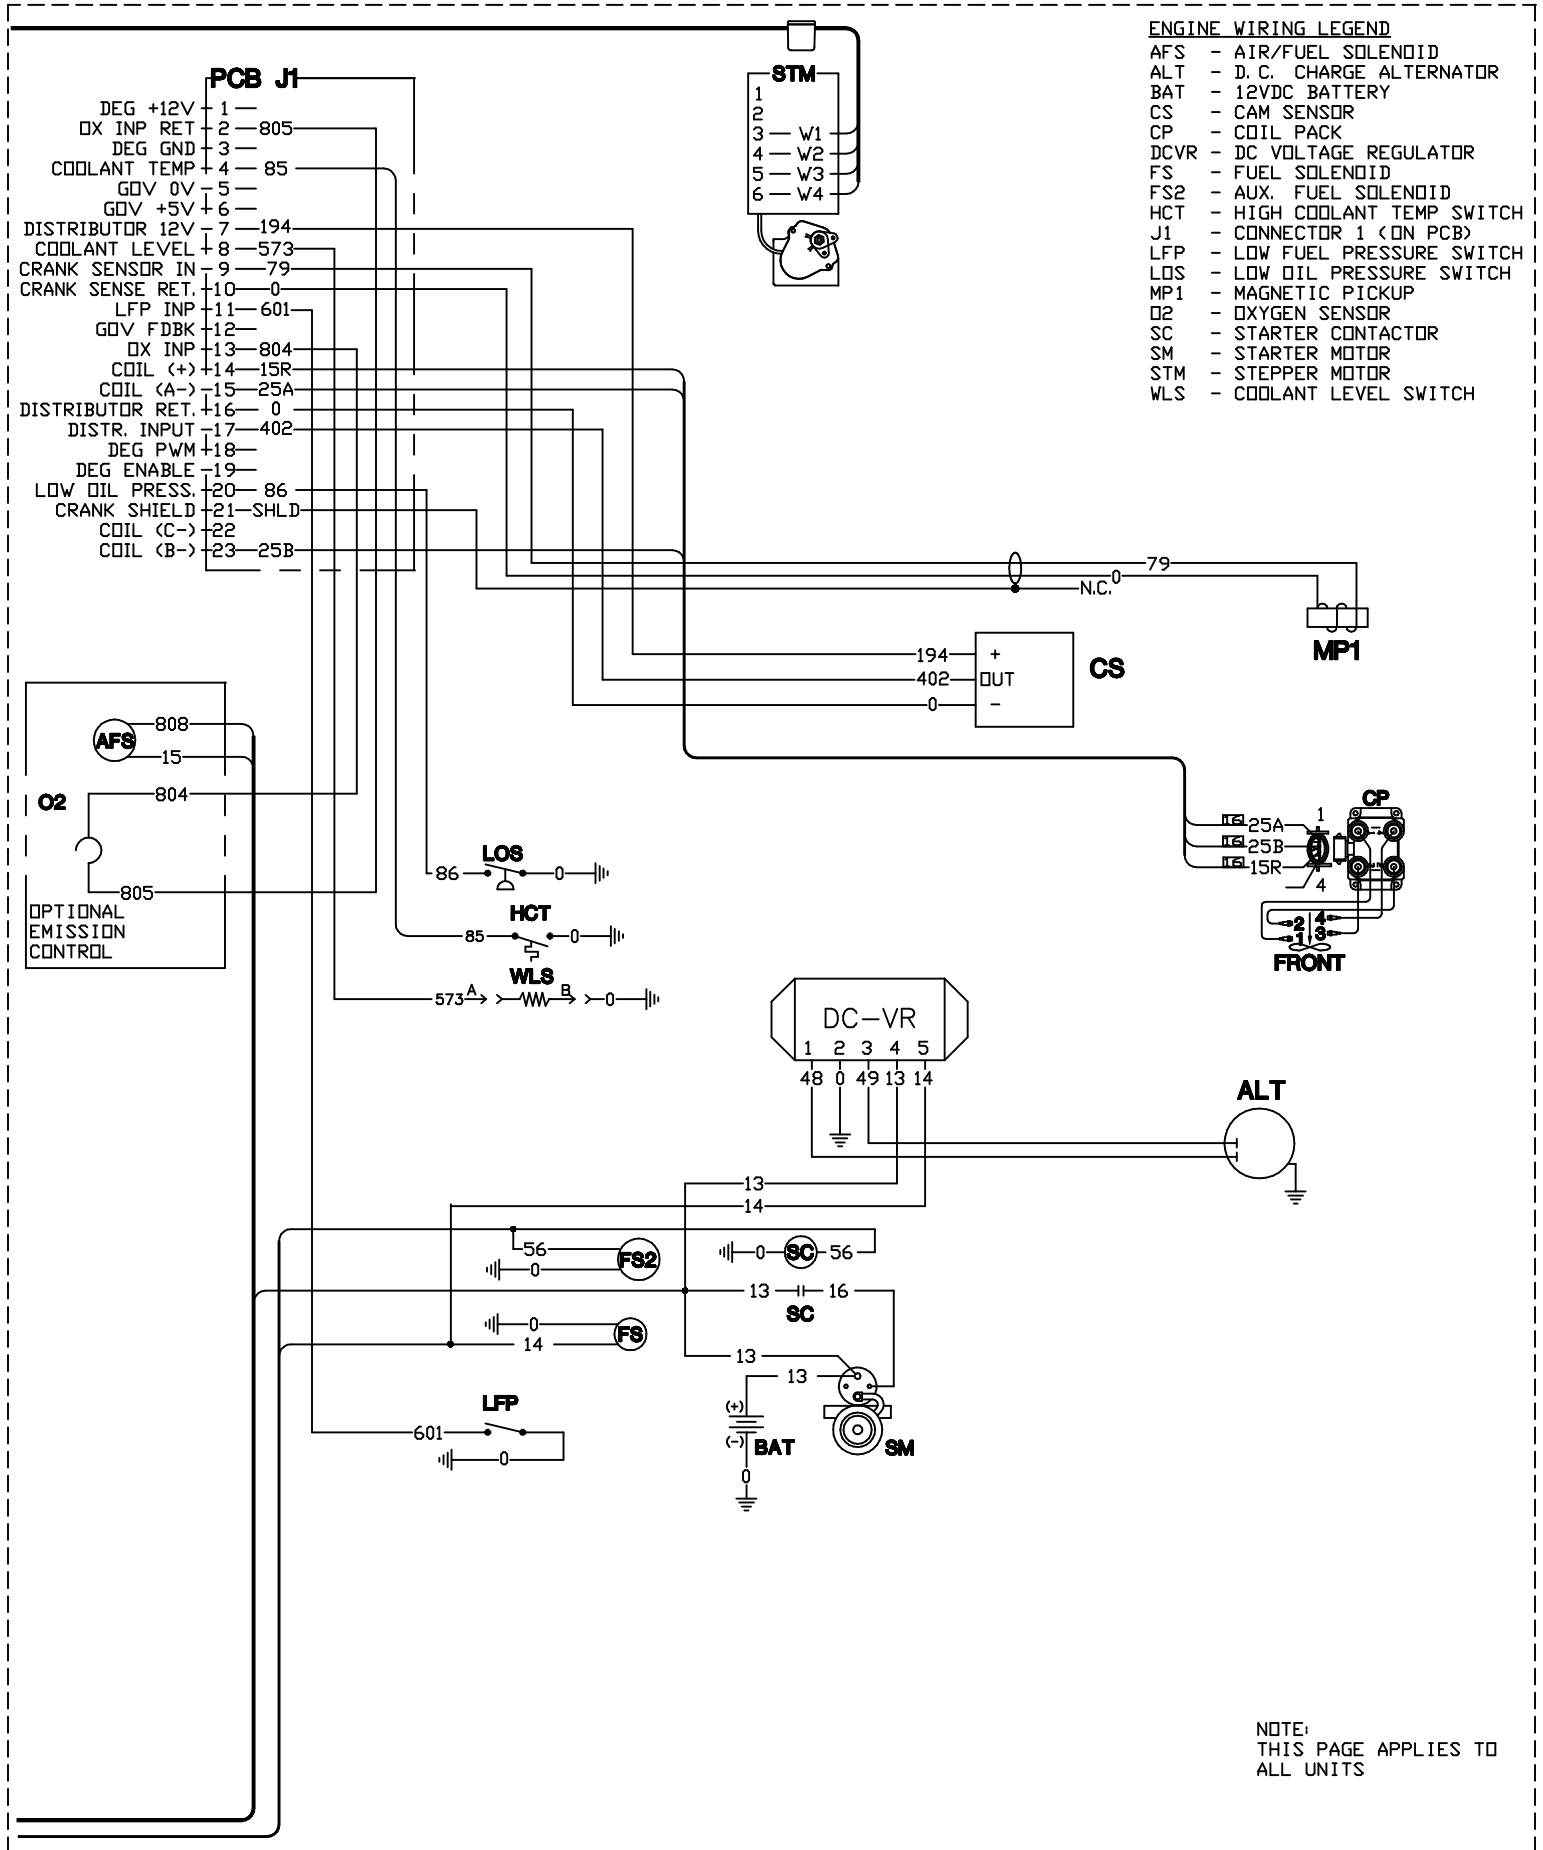 ENGINE WIRING LEGEND
AFS - AIR/FUEL SOLENOID
ALT - D.C. CHARGE ALTERNATOR
BAT - 12VDC BATTERY
CS - CAM SENSOR
CP - COIL PACK
DCVR - DC VOLTAGE REGULATOR
FS - FUEL SOLENOID
FS2 - AUX. FUEL SOLENOID
HCT - HIGH COOLANT TEMP SWITCH
J1 - CONNECTOR 1 (ON PCB)
LFP - LOW FUEL PRESSURE SWITCH
LOS - LOW OIL PRESSURE SWITCH
MP1 - MAGNETIC PICKUP
O2 - OXYGEN SENSOR
SC - STARTER CONTACTOR
SM - STARTER MOTOR
STM - STEPPER MOTOR
WLS - COOLANT LEVEL SWITCH
PCB J1
DEG +12V 1
OX INP RET 2 805
DEG GND 3
COOLANT TEMP 4 85
GOV 0V 5
GOV +5V 6
DISTRIBUTOR 12V 7 194
COOLANT LEVEL 8 573
CRANK SENSOR IN 9 79
CRANK SENSE RET. 10 0
LFP INP 11 601
GOV FDBK 12
OX INP 13 804
COIL (+) 14 15R
COIL (A-) 15 25A
DISTRIBUTOR RET. 16 0
DISTR. INPUT 17 402
DEG PWM 18
DEG ENABLE 19
LOW OIL PRESS. 20 86
CRANK SHIELD 21 SHLD
COIL (C-) 22
COIL (B-) 23 25B
STM
1
2
3 W1
4 W2
5 W3
6 W4
79
0
N.C.
MP1
194 +
402 OUT
0 -
CS
AFS
808
15
O2
804
805
OPTIONAL
EMISSION
CONTROL
LOS
86 0
HCT
85 0
WLS
573 A B 0
CP
1
16 25A
16 25B
16 15R
4
2 4
1 3
FRONT
DC-VR
1 2 3 4 5
48 0 49 13 14
ALT
13
14
56
0
FS2
0 SC 56
13 16
SC
0
14
FS
13
13
LFP
601
0
(+)
(-)
BAT
SM
0
NOTE:
THIS PAGE APPLIES TO
ALL UNITS